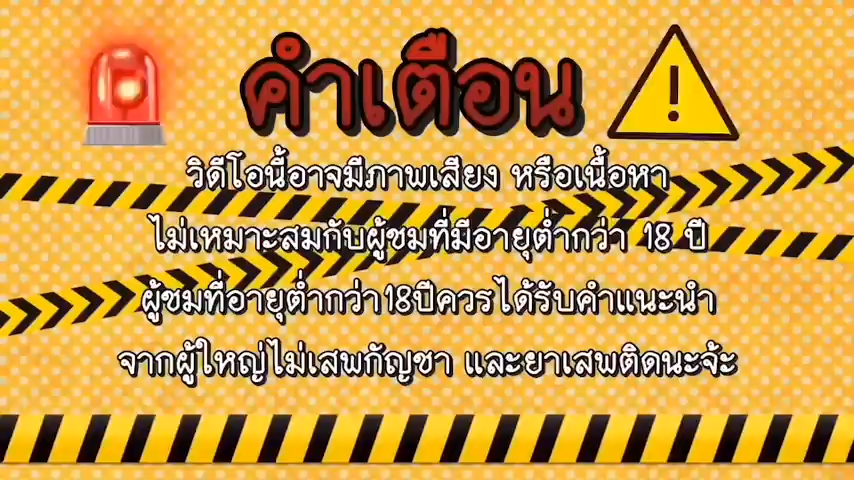 คำเตือน
วิดีโอนี้อาจมีภาพเสียง หรือเนื้อหา
ไม่เหมาะสมกับผู้ชมที่มีอายุต่ำกว่า 18 ปี
ผู้ชมที่อายุต่ำกว่า18ปีควรได้รับคำแนะนำ
จากผู้ใหญ่ไม่เสพกัญชา และยาเสพติดนะจ้ะ